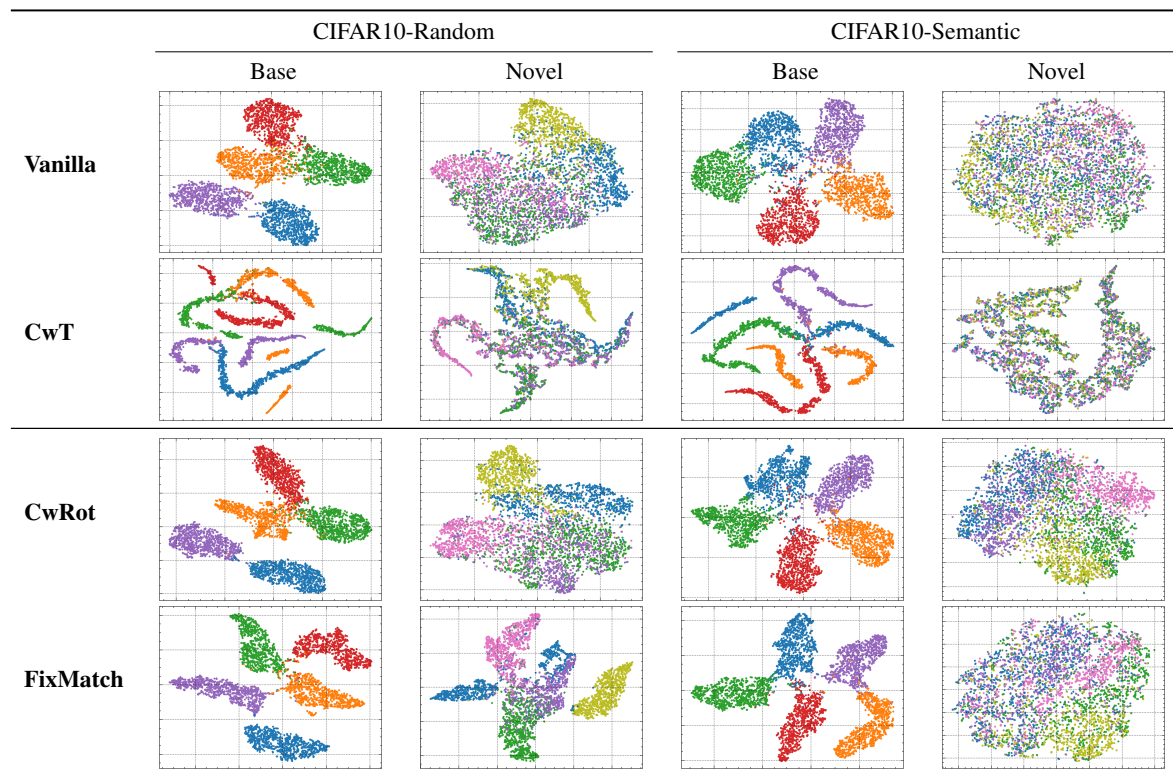 CIFAR10-Random CIFAR10-Semantic
Base Novel Base Novel
Vanilla
CwT
CwRot
FixMatch